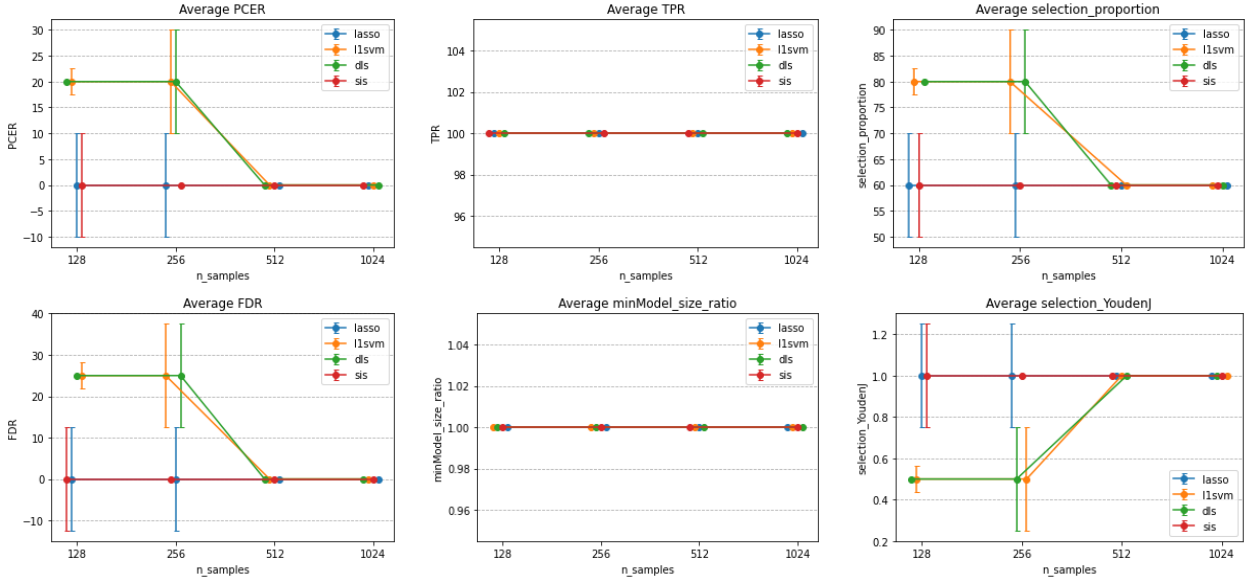 Average PCER
PCER
30
25
20
15
10
5
0
−5
−10
128
256
512
1024
n_samples
lasso
l1svm
dls
sis
Average TPR
TPR
104
102
100
98
96
128
256
512
1024
n_samples
lasso
l1svm
dls
sis
Average selection_proportion
selection_proportion
90
85
80
75
70
65
60
55
50
128
256
512
1024
n_samples
lasso
l1svm
dls
sis
Average FDR
FDR
40
30
20
10
0
−10
128
256
512
1024
n_samples
lasso
l1svm
dls
sis
Average minModel_size_ratio
minModel_size_ratio
1.04
1.02
1.00
0.98
0.96
128
256
512
1024
n_samples
lasso
l1svm
dls
sis
Average selection_YoudenJ
selection_YoudenJ
1.2
1.0
0.8
0.6
0.4
0.2
128
256
512
1024
n_samples
lasso
l1svm
dls
sis